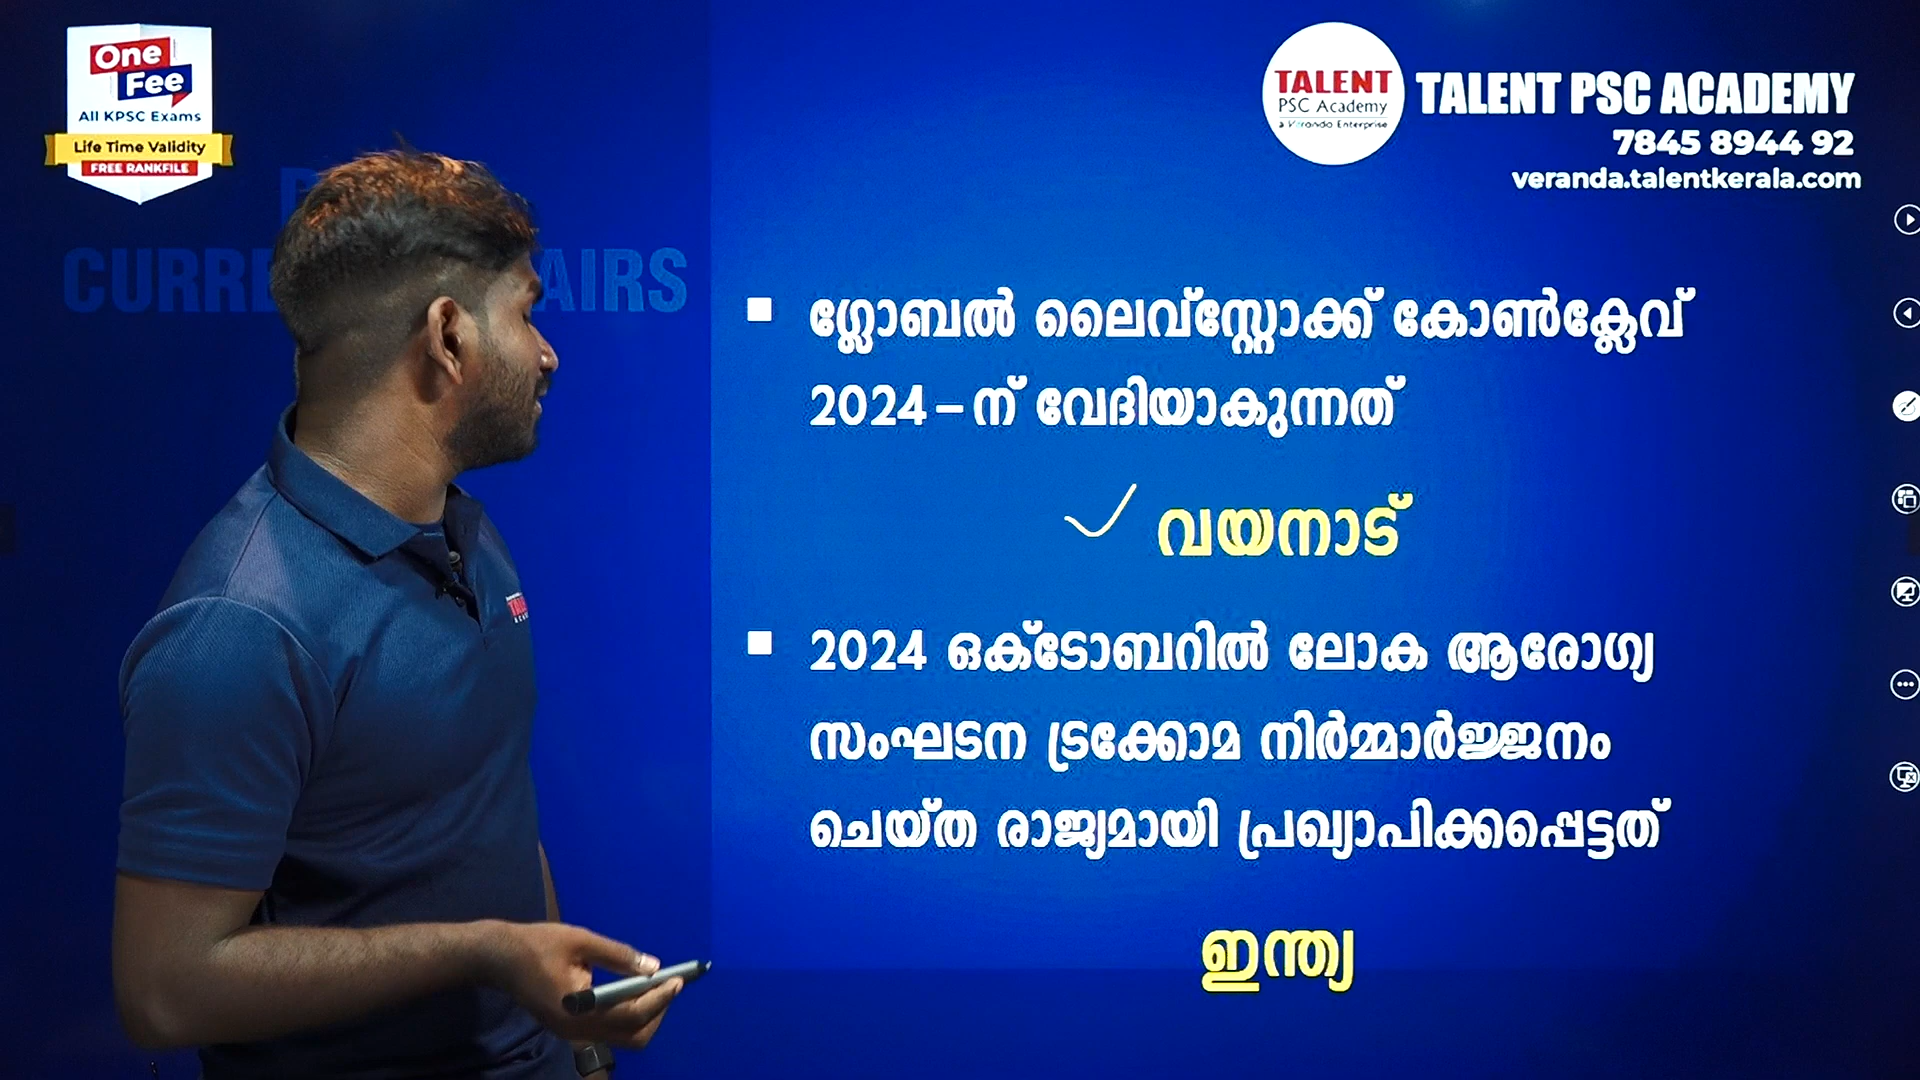 One
Fee
All KPSC Exams
Life Time Validity
FREE RANKFILE
TALENT
PSC Academy
a Veranda Enterprise
TALENT PSC ACADEMY
7845 8944 92
veranda.talentkerala.com
ഗ്ലോബൽ ലൈവ്സ്റ്റോക്ക് കോൺക്ലേവ്
2024-ന് വേദിയാകുന്നത്
വയനാട്
2024 ഒക്ടോബറിൽ ലോക ആരോഗ്യ
സംഘടന ട്രക്കോമ നിർമ്മാർജ്ജനം
ചെയ്ത രാജ്യമായി പ്രഖ്യാപിക്കപ്പെട്ടത്
ഇന്ത്യ